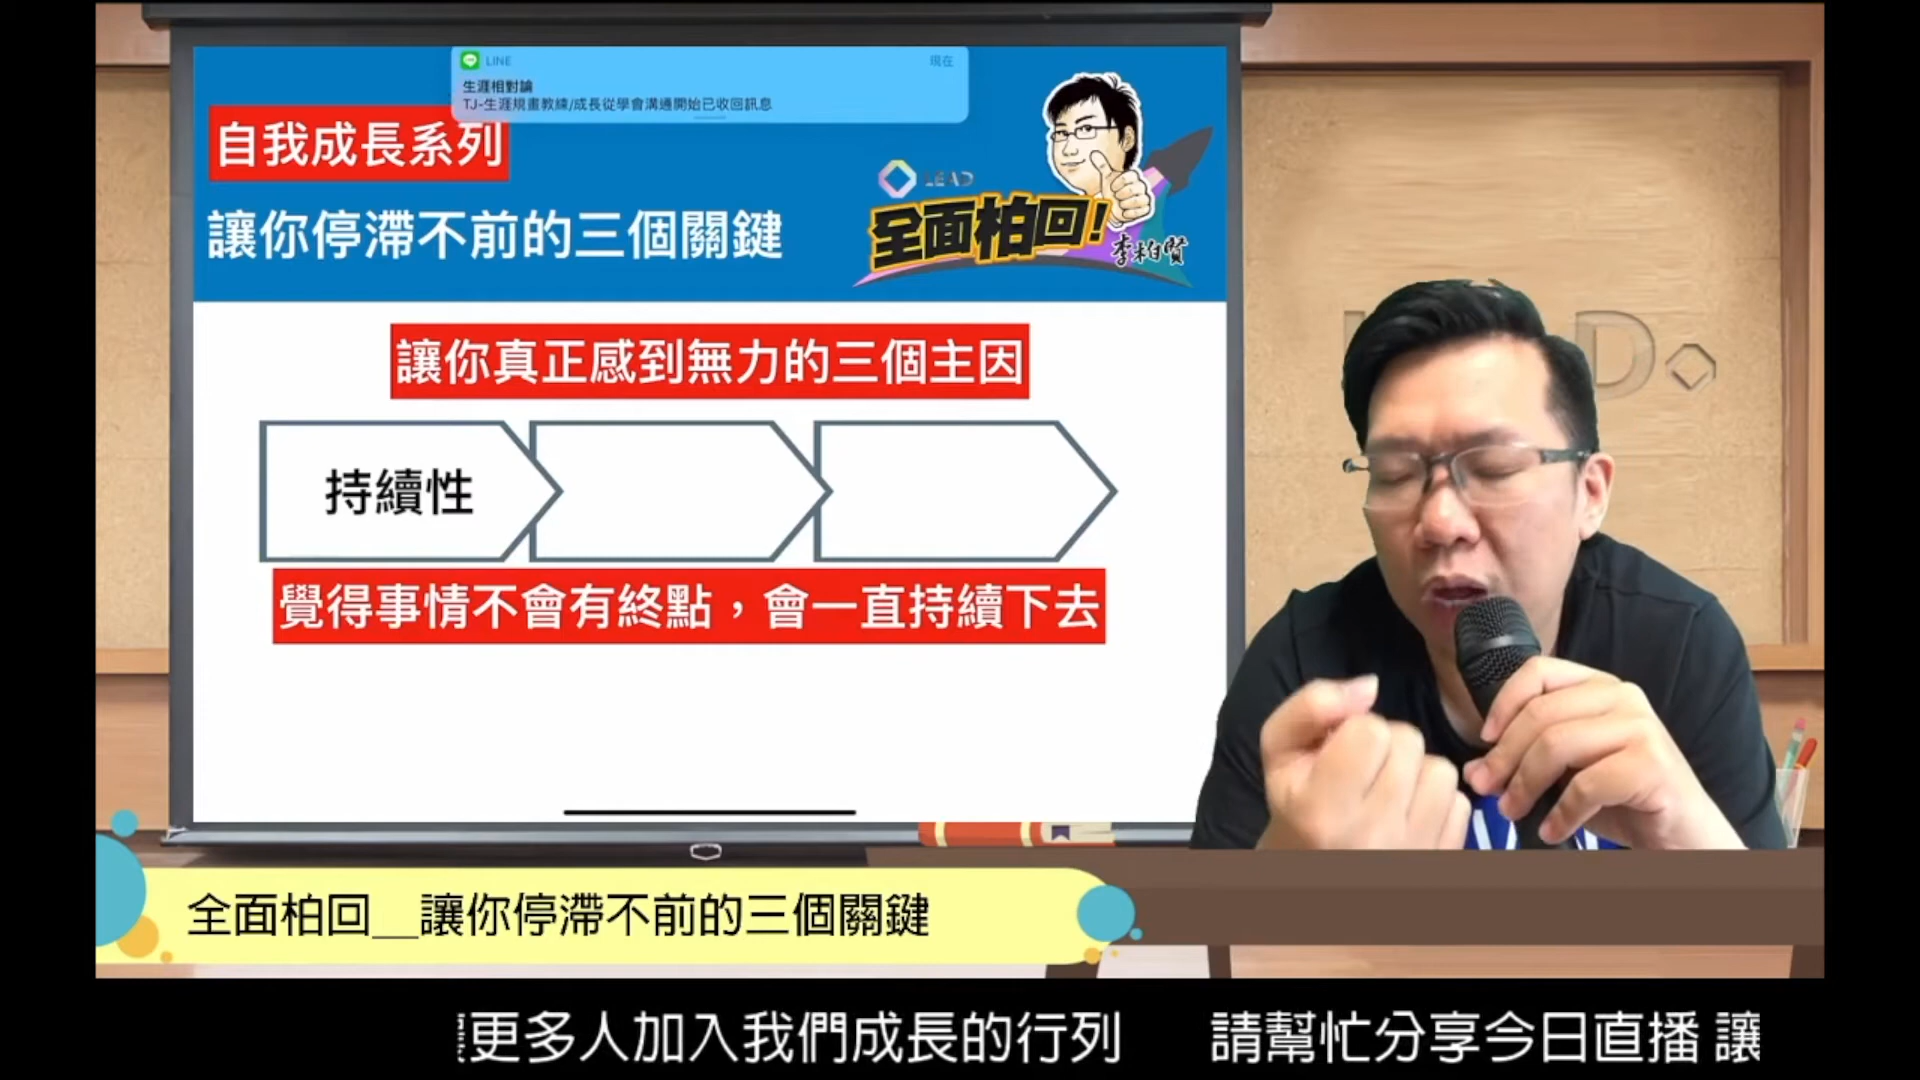 LINE
現在
生涯相對論
TJ-生涯規畫教練/成長從學會溝通開始已收回訊息
自我成長系列
讓你停滯不前的三個關鍵
LEAD
全面柏回!
李柏賢
讓你真正感到無力的三個主因
持續性
覺得事情不會有終點，會一直持續下去
全面柏回__讓你停滯不前的三個關鍵
更多人加入我們成長的行列 請幫忙分享今日直播 讓